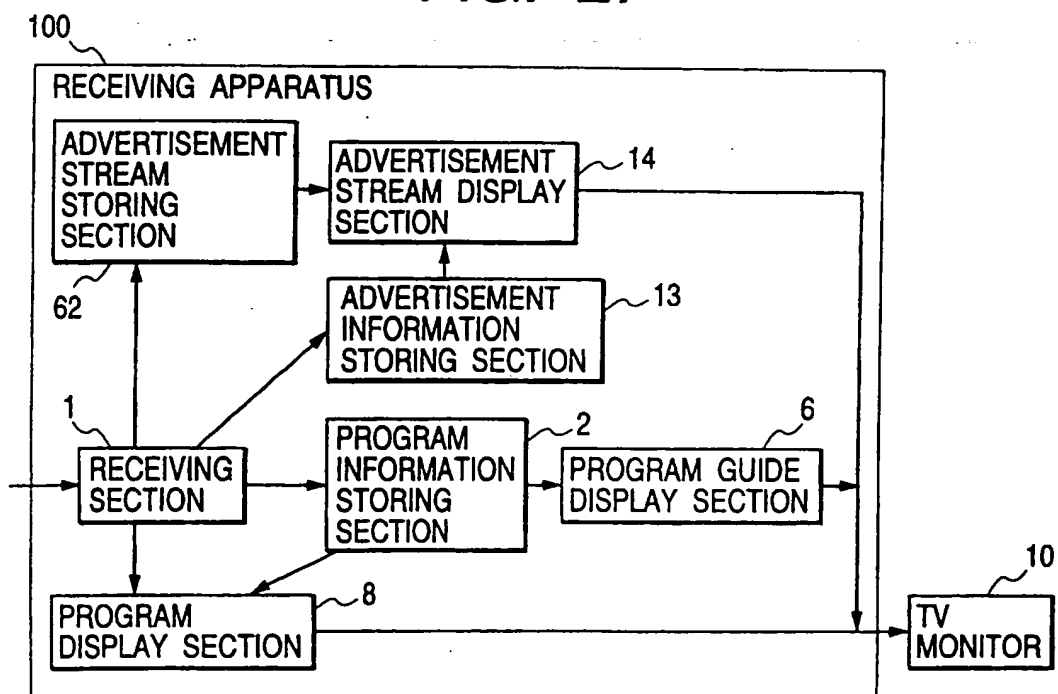 100
RECEIVING APPARATUS
ADVERTISEMENT
STREAM
STORING
SECTION
62
ADVERTISEMENT
STREAM DISPLAY
SECTION
14
ADVERTISEMENT
INFORMATION
STORING SECTION
13
1
RECEIVING
SECTION
PROGRAM
INFORMATION
STORING
SECTION
2
PROGRAM GUIDE
DISPLAY SECTION
6
PROGRAM
DISPLAY SECTION
8
TV
MONITOR
10